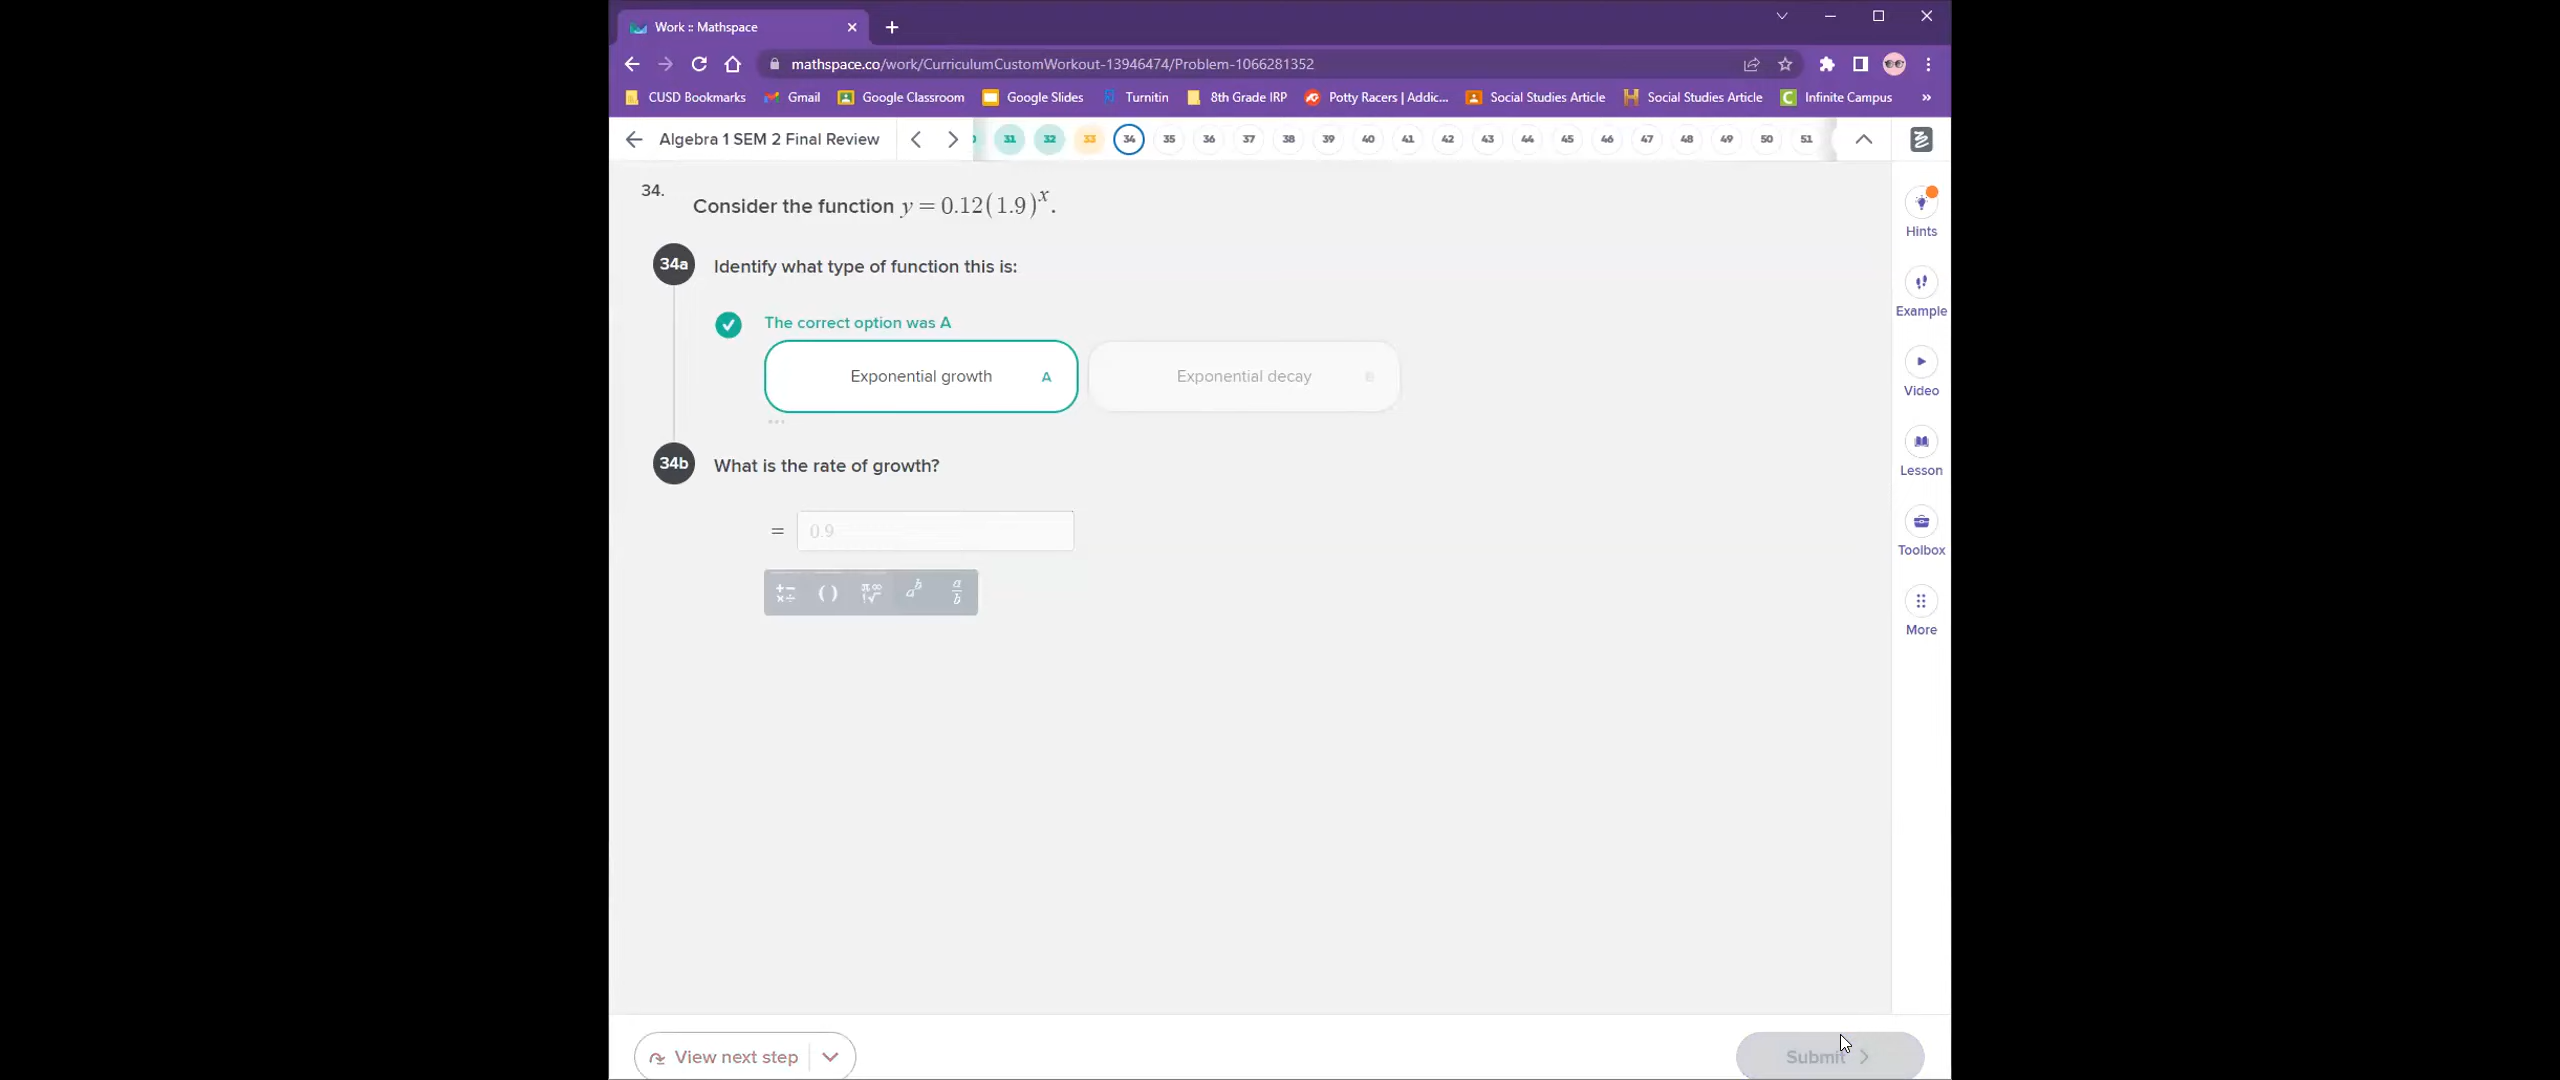 Work :: Mathspace
mathspace.co/work/CurriculumCustomWorkout-13946474/Problem-1066281352
CUSD Bookmarks Gmail Google Classroom Google Slides Turnitin 8th Grade IRP Potty Racers | Addic... Social Studies Article Social Studies Article Infinite Campus »
Algebra 1 SEM 2 Final Review 31 32 33 34 35 36 37 38 39 40 41 42 43 44 45 46 47 48 49 50 51
34.
Consider the function y = 0.12(1.9)^x.
34a Identify what type of function this is:
The correct option was A
Exponential growth A Exponential decay B
...
34b What is the rate of growth?
= 0.9
+ − × ÷ ( ) π ∞ ! √ a^b a/b
View next step
Submit
Hints
Example
Video
Lesson
Toolbox
More